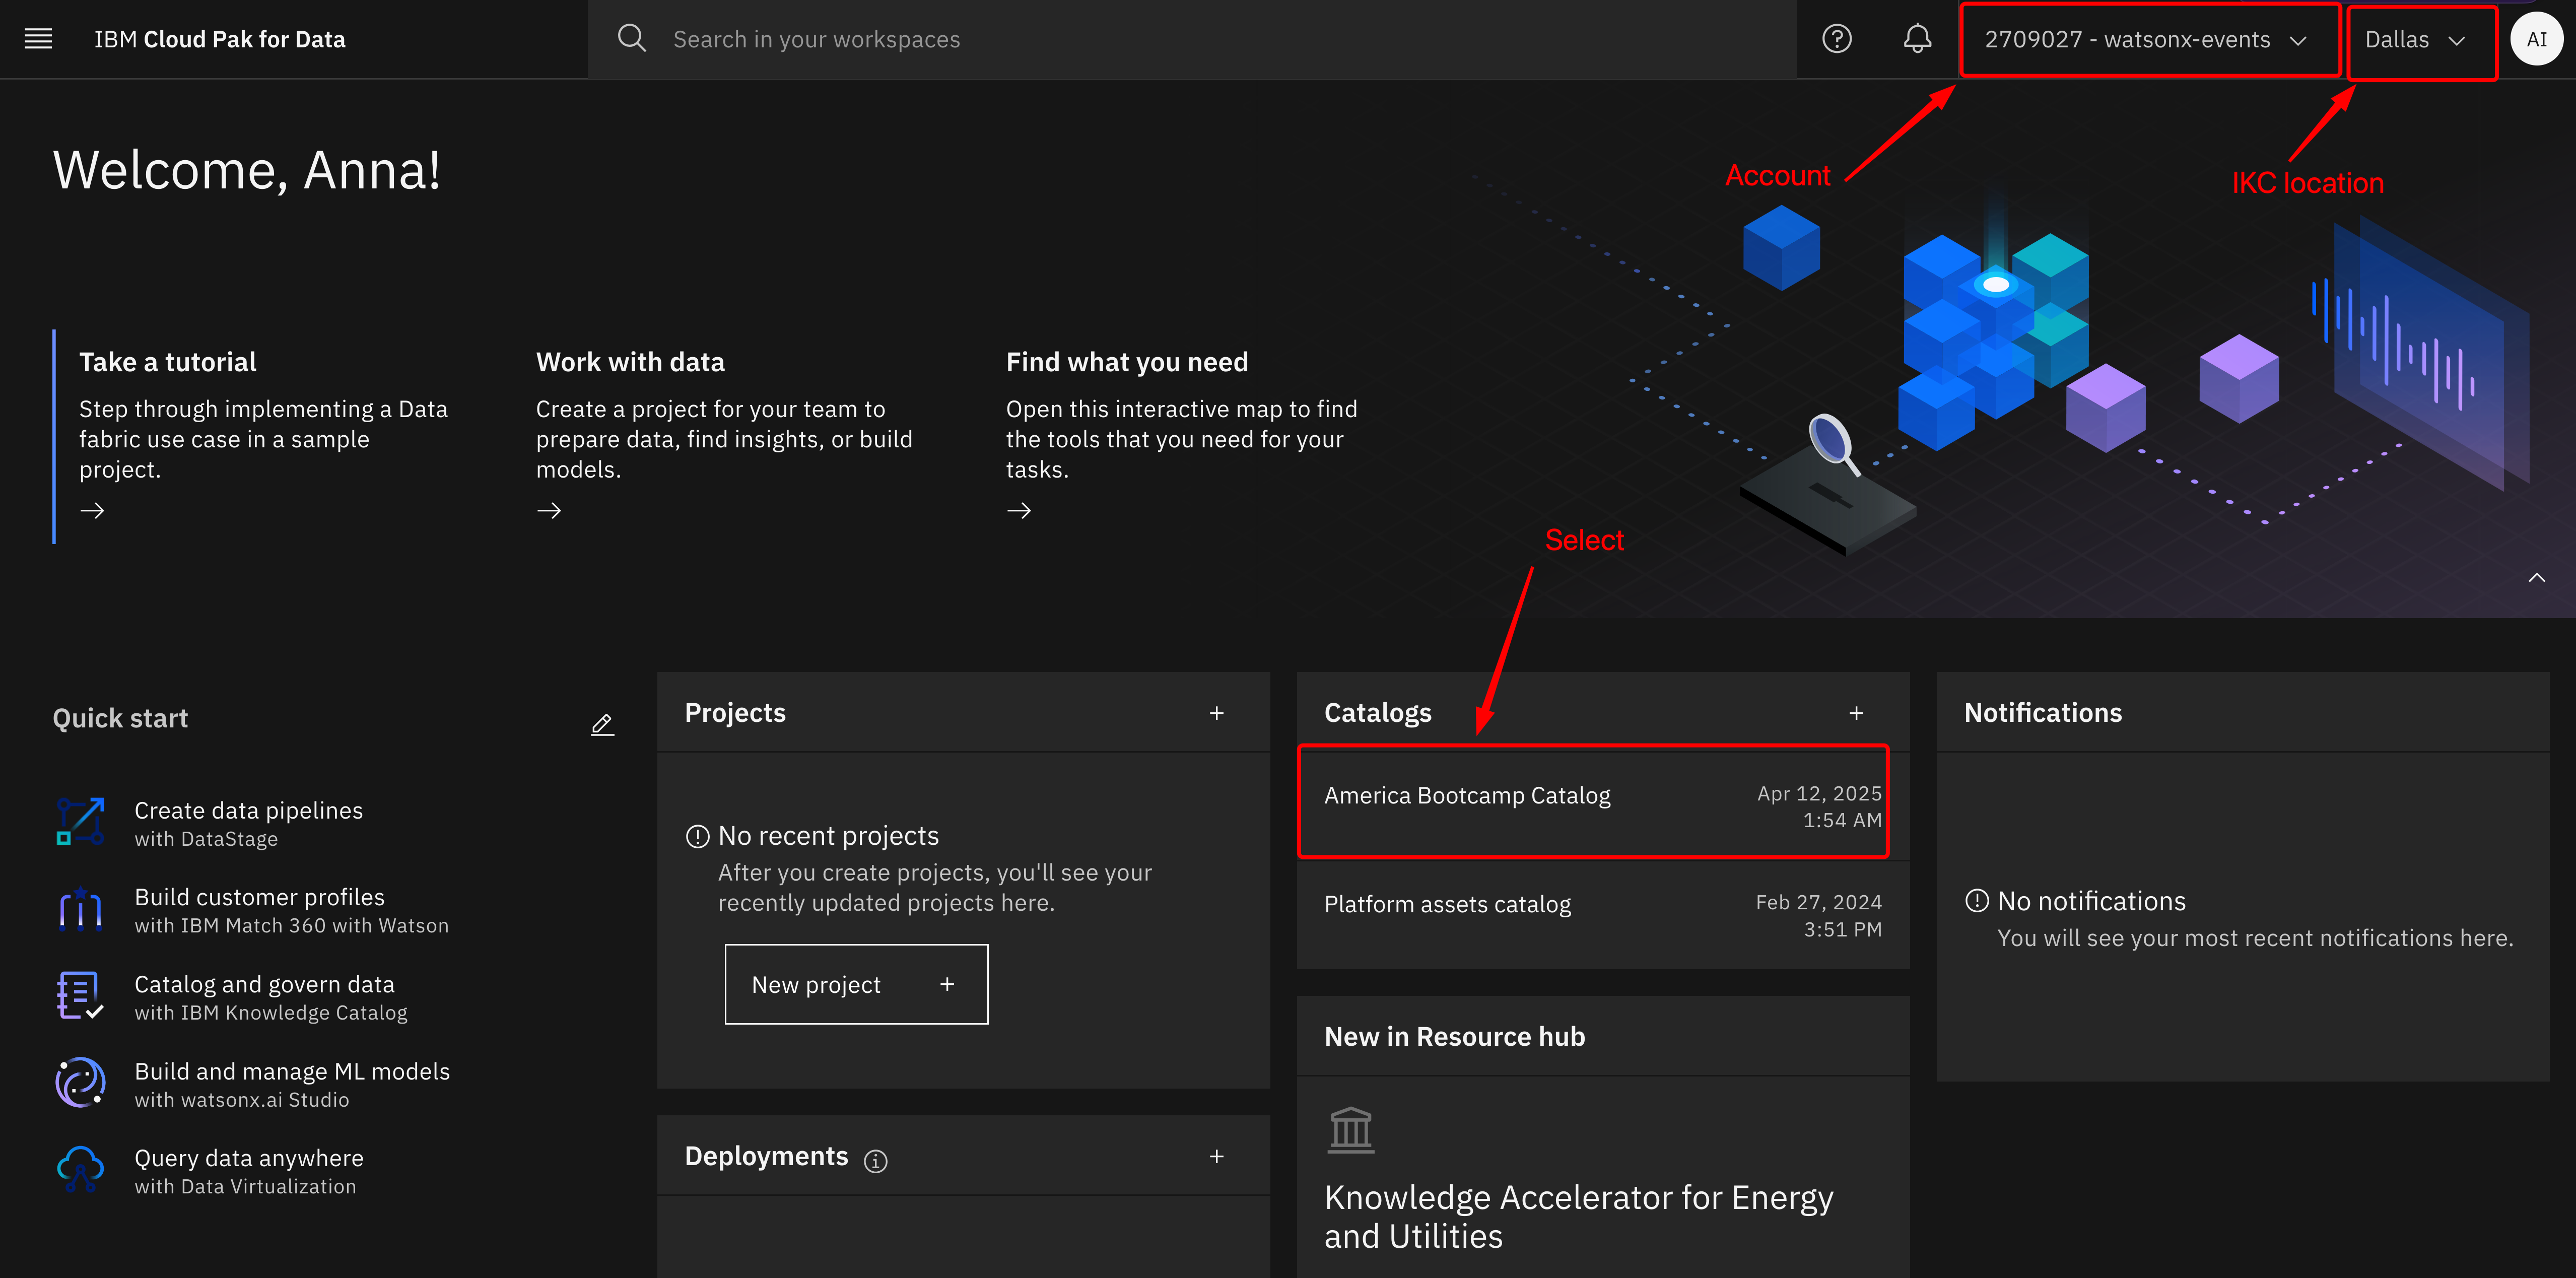 IBM Cloud Pak for Data
Search in your workspaces
2709027 - watsonx-events
Dallas
AI
Welcome, Anna!
Account
IKC location
Take a tutorial
Step through implementing a Data
fabric use case in a sample
project.
Work with data
Create a project for your team to
prepare data, find insights, or build
models.
Find what you need
Open this interactive map to find
the tools that you need for your
tasks.
Select
Quick start
Create data pipelines
with DataStage
Build customer profiles
with IBM Match 360 with Watson
Catalog and govern data
with IBM Knowledge Catalog
Build and manage ML models
with watsonx.ai Studio
Query data anywhere
with Data Virtualization
Projects
No recent projects
After you create projects, you'll see your
recently updated projects here.
New project +
Deployments
Catalogs
America Bootcamp Catalog
Apr 12, 2025
1:54 AM
Platform assets catalog
Feb 27, 2024
3:51 PM
New in Resource hub
Knowledge Accelerator for Energy
and Utilities
Notifications
No notifications
You will see your most recent notifications here.